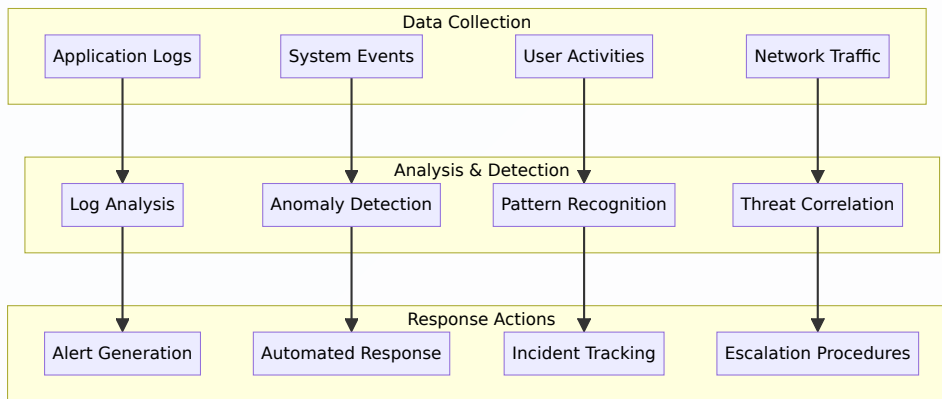 Data Collection
Application Logs
System Events
User Activities
Network Traffic
Analysis & Detection
Log Analysis
Anomaly Detection
Pattern Recognition
Threat Correlation
Response Actions
Alert Generation
Automated Response
Incident Tracking
Escalation Procedures